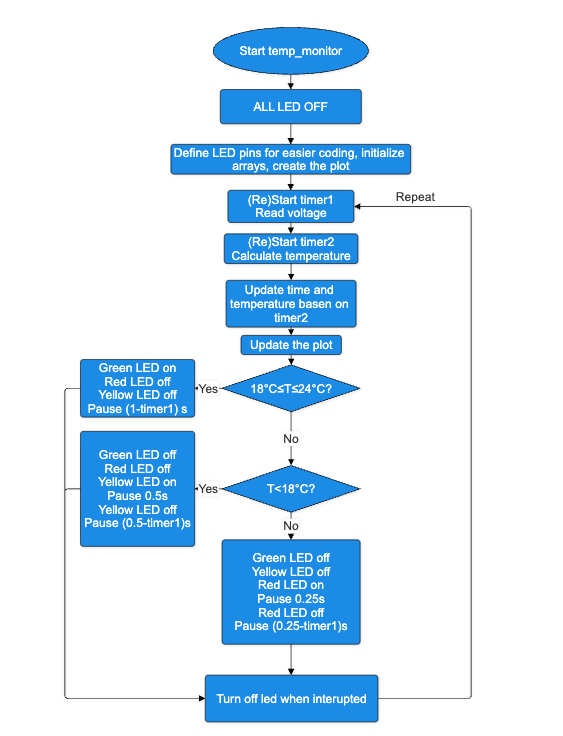 Start temp_monitor
ALL LED OFF
Define LED pins for easier coding, initialize
arrays, create the plot
(Re)Start timer1
Read voltage
Repeat
(Re)Start timer2
Calculate temperature
Update time and
temperature basen on
timer2
Update the plot
18°C≤T≤24°C?
Yes
Green LED on
Red LED off
Yellow LED off
Pause (1-timer1) s
No
T<18°C?
Yes
Green LED off
Red LED off
Yellow LED on
Pause 0.5s
Yellow LED off
Pause (0.5-timer1)s
No
Green LED off
Yellow LED off
Red LED on
Pause 0.25s
Red LED off
Pause (0.25-timer1)s
Turn off led when interupted